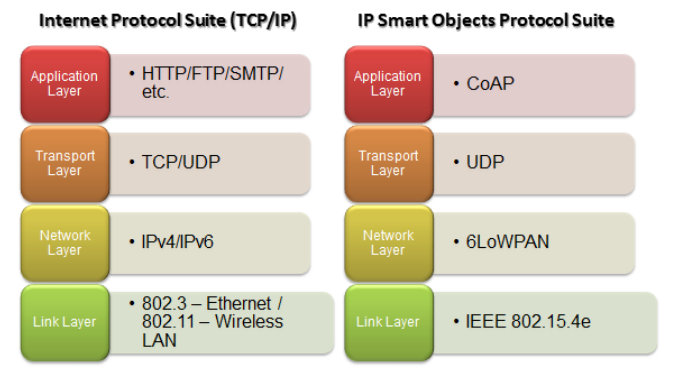 Internet Protocol Suite (TCP/IP)
Application
Layer
• HTTP/FTP/SMTP/
etc.
Transport
Layer
• TCP/UDP
Network
Layer
• IPv4/IPv6
Link Layer
• 802.3 – Ethernet /
802.11 – Wireless
LAN
IP Smart Objects Protocol Suite
Application
Layer
• CoAP
Transport
Layer
• UDP
Network
Layer
• 6LoWPAN
Link Layer
• IEEE 802.15.4e